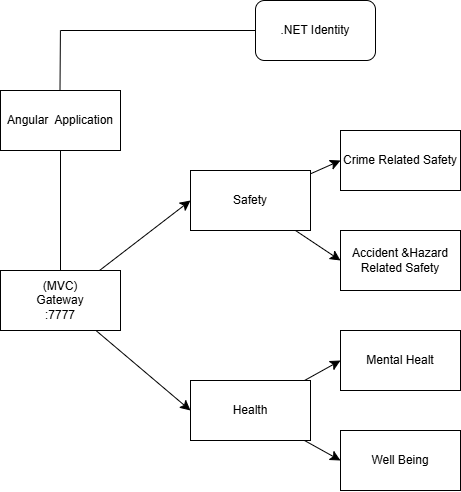 .NET Identity
Angular Application
Crime Related Safety
Safety
Accident &Hazard
Related Safety
(MVC)
Gateway
:7777
Mental Healt
Health
Well Being